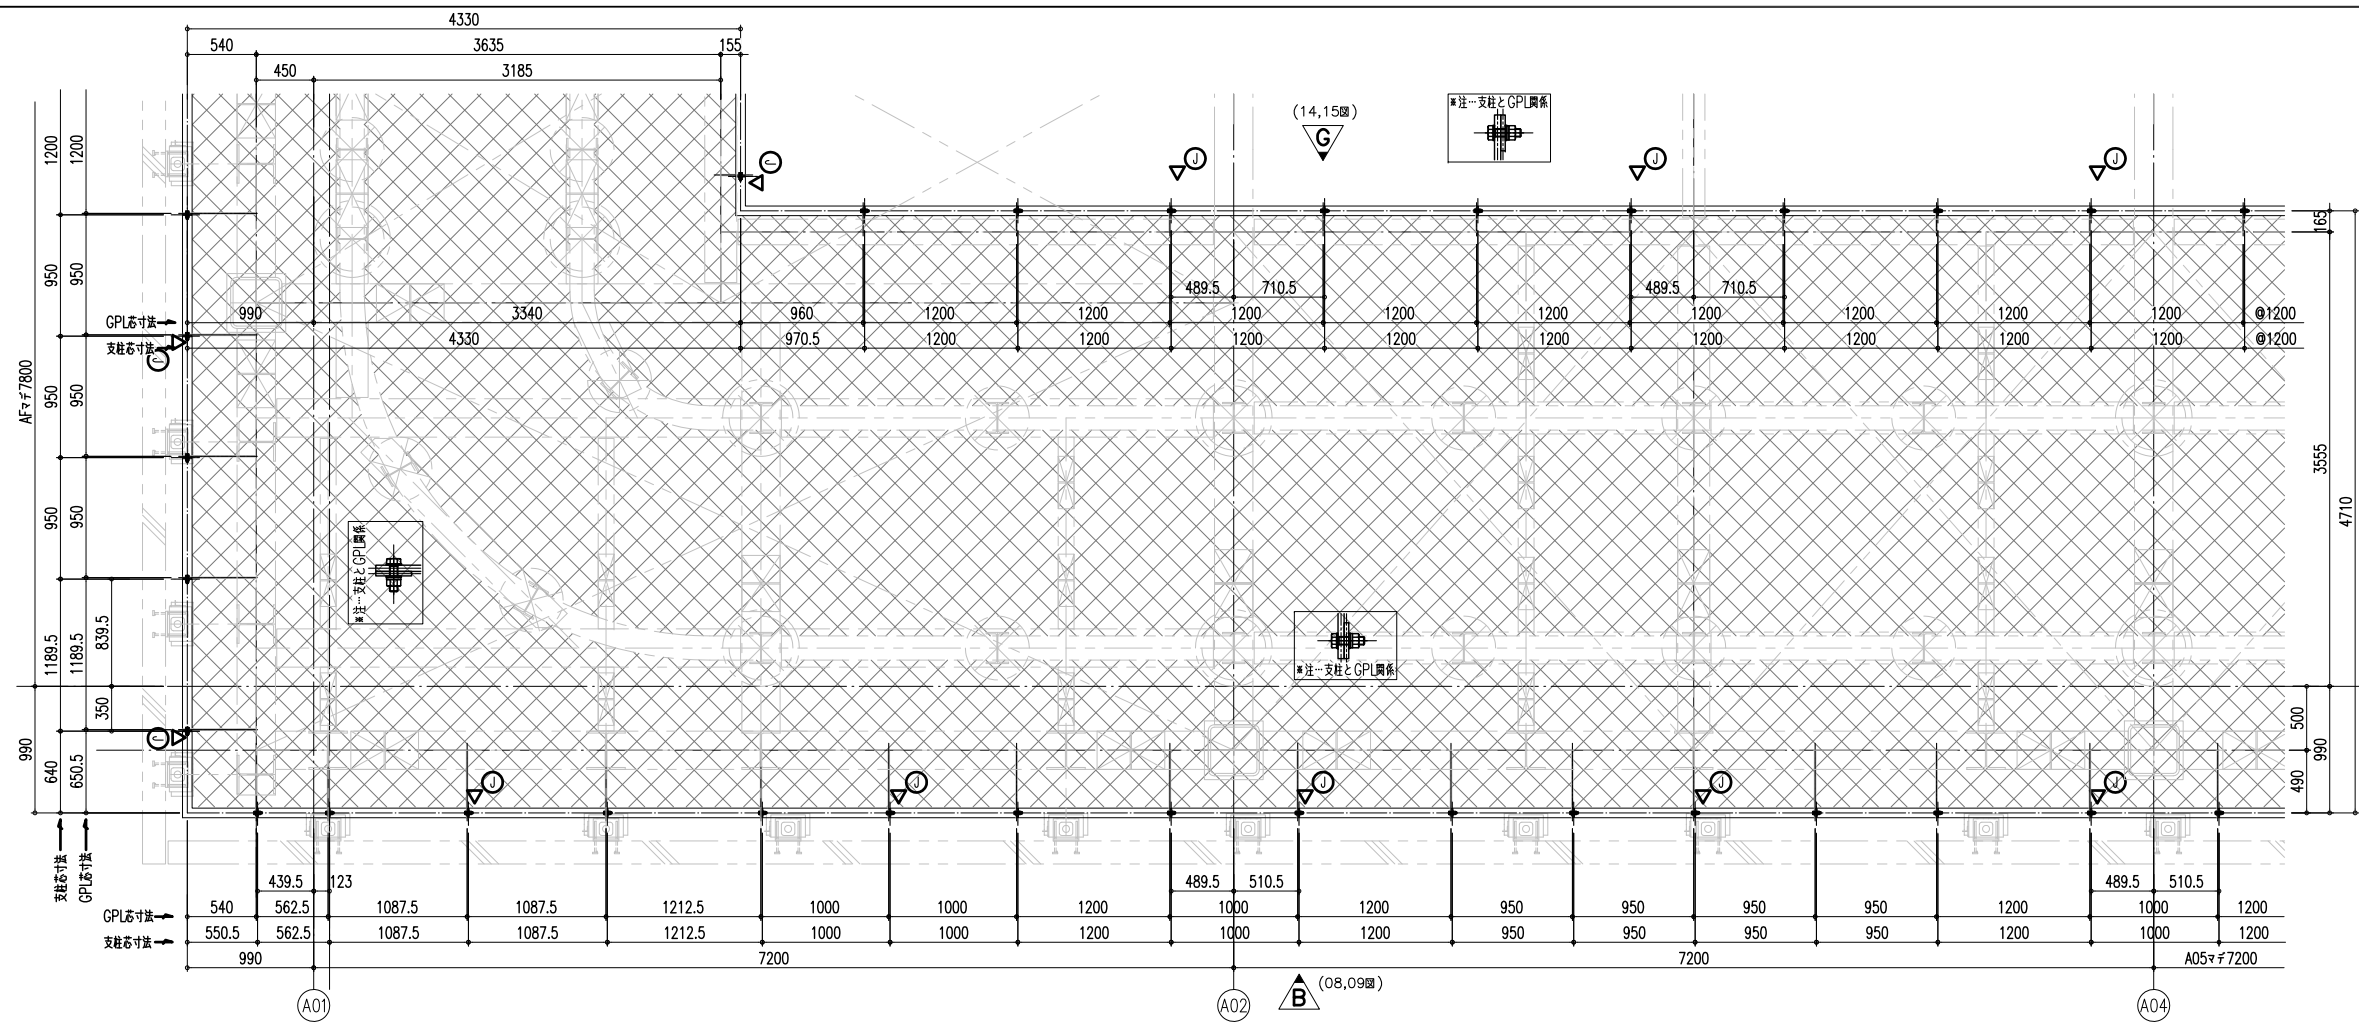 4330
540 3635 155
450 3185
(14,15図)
G
※注…支柱とGPL関係
J J J J
1200 1200
165
950 950
489.5 710.5 489.5 710.5
GPL芯寸法 990 3340 960 1200 1200 1200 1200 1200 1200 1200 1200 1200 @1200
支柱芯寸法 4330 970.5 1200 1200 1200 1200 1200 1200 1200 1200 1200 @1200
J
AFマデ7800
950 950
3555
4710
950 950
※注…支柱とGPL関係
1189.5 1189.5 839.5
※注…支柱とGPL関係
350
500
J
990 640 650.5
990
490
J J J J J
支柱芯寸法
GPL芯寸法
439.5 123 489.5 510.5 489.5 510.5
GPL芯寸法 540 562.5 1087.5 1087.5 1212.5 1000 1000 1200 1000 1200 950 950 950 950 1200 1000 1200
支柱芯寸法 550.5 562.5 1087.5 1087.5 1212.5 1000 1000 1200 1000 1200 950 950 950 950 1200 1000 1200
990 7200 7200 A05マデ7200
B (08,09図)
A01 A02 A04